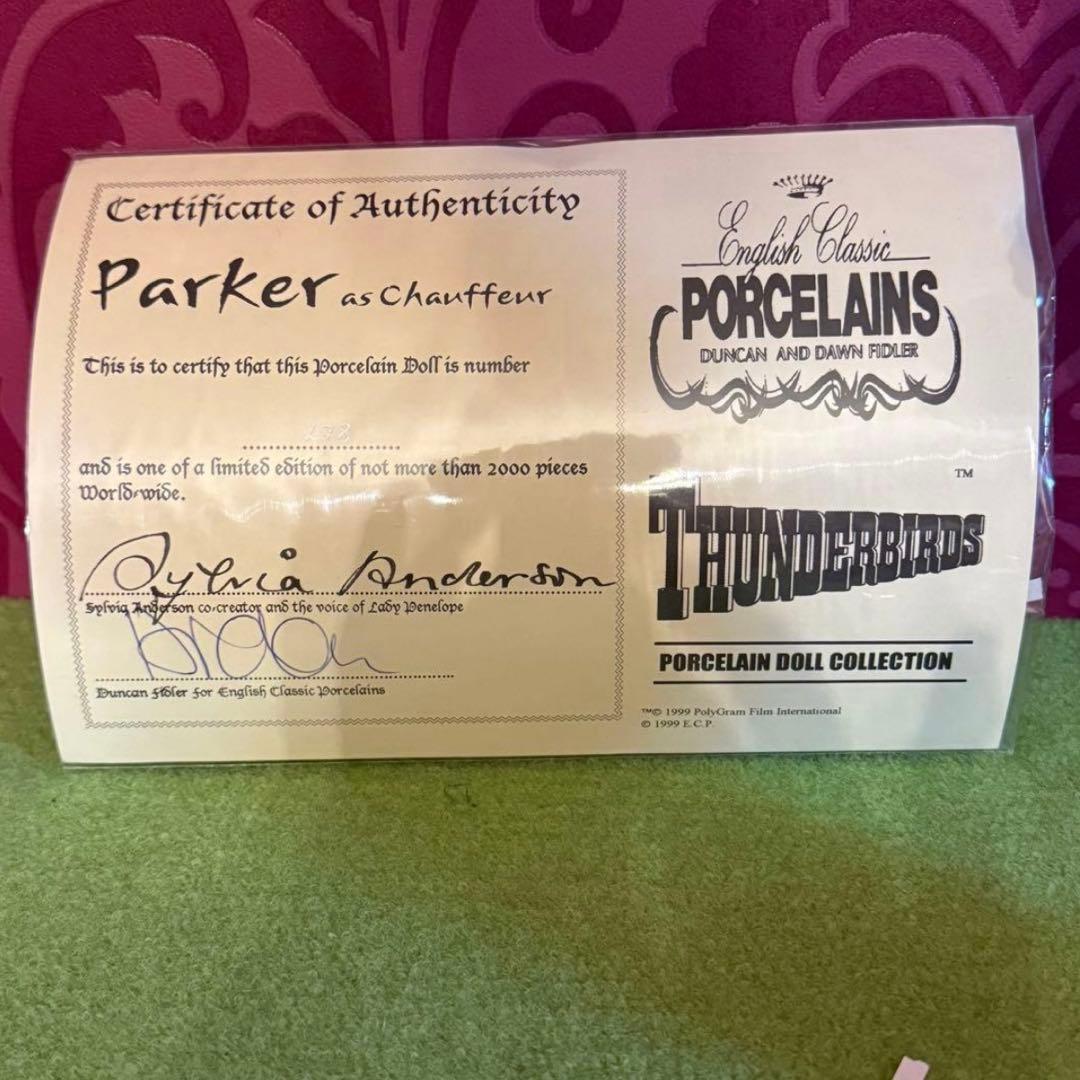 Certificate of Authenticity
Parker as Chauffeur
This is to certify that this Porcelain Doll is number
and is one of a limited edition of not more than 2000 pieces
World-wide.
Sylvia Anderson
Sylvia Anderson co-creator and the voice of Lady Penelope
Duncan Fidler for English Classic Porcelains
English Classic
PORCELAINS
DUNCAN AND DAWN FIDLER
THUNDERBIRDS™
PORCELAIN DOLL COLLECTION
™© 1999 PolyGram Film International
© 1999 E.C.P.